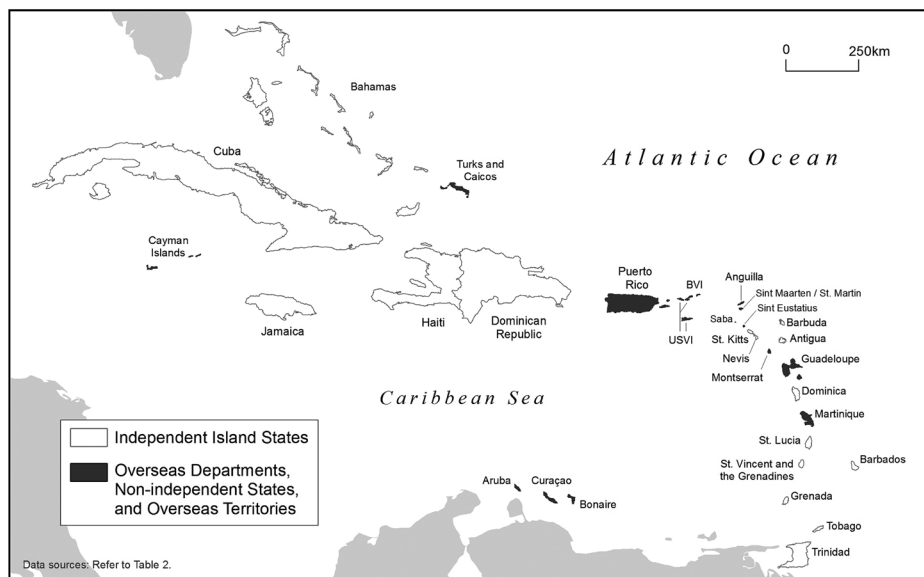 0 250km
Bahamas
Atlantic Ocean
Cuba
Turks and
Caicos
Cayman
Islands
Jamaica
Haiti
Dominican
Republic
Puerto
Rico
BVI
USVI
Anguilla
Sint Maarten / St. Martin
Sint Eustatius
Saba
Barbuda
St. Kitts
Antigua
Nevis
Montserrat
Guadeloupe
Dominica
Caribbean Sea
Martinique
St. Lucia
St. Vincent and
the Grenadines
Barbados
Grenada
Aruba
Curaçao
Bonaire
Tobago
Trinidad
Independent Island States
Overseas Departments,
Non-independent States,
and Overseas Territories
Data sources: Refer to Table 2.